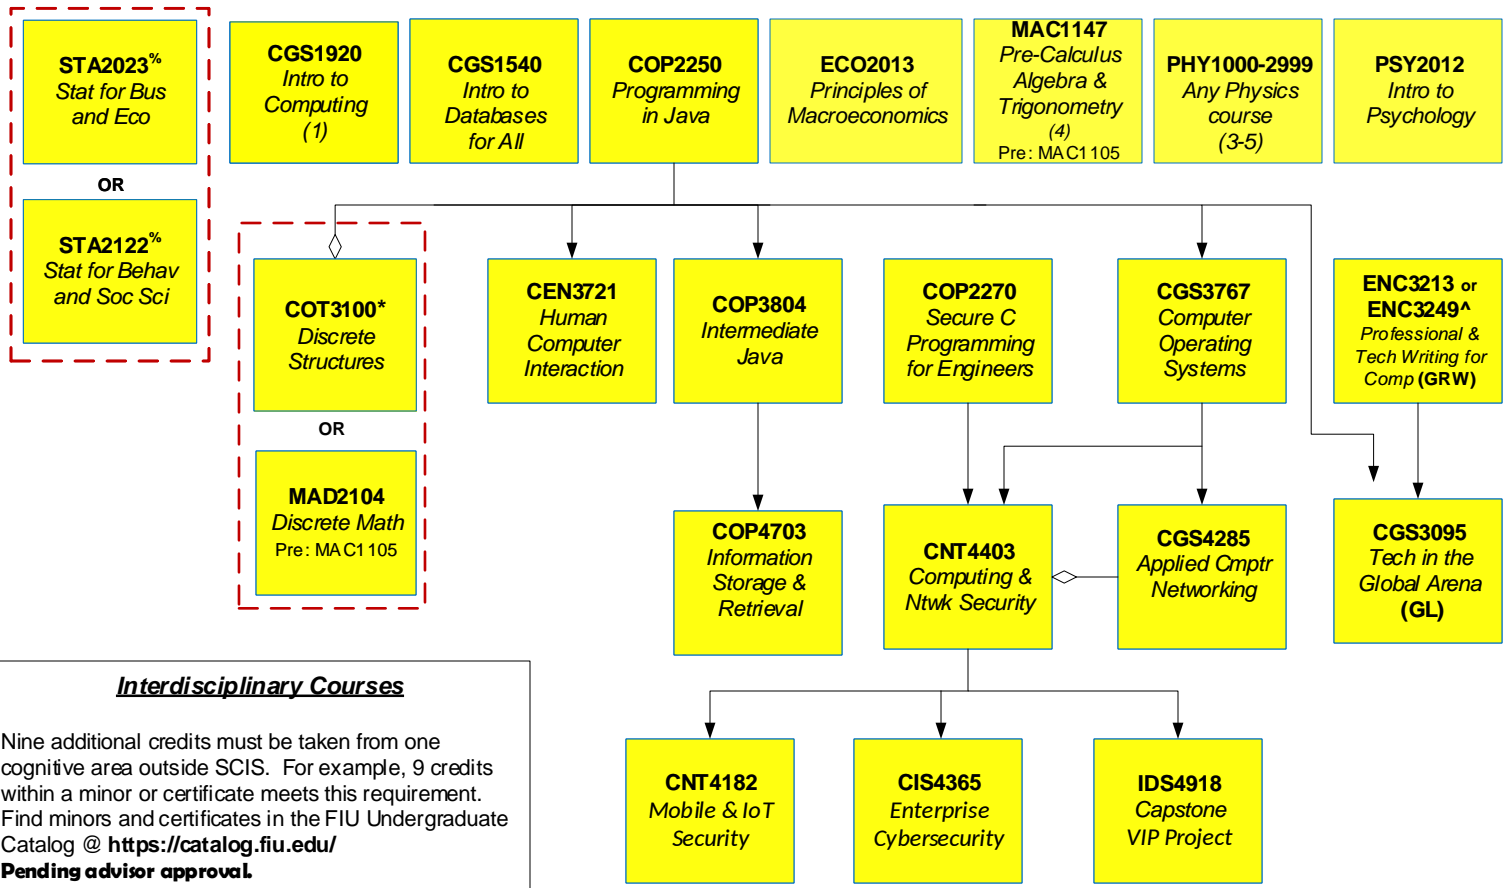 STA2023%
Stat for Bus
and Eco
OR
STA2122%
Stat for Behav
and Soc Sci
CGS1920
Intro to
Computing
(1)
CGS1540
Intro to
Databases
for All
COP2250
Programming
in Java
ECO2013
Principles of
Macroeconomics
MAC1147
Pre-Calculus
Algebra &
Trigonometry
(4)
Pre: MAC1105
PHY1000-2999
Any Physics
course
(3-5)
PSY2012
Intro to
Psychology
COT3100*
Discrete
Structures
OR
MAD2104
Discrete Math
Pre: MAC1105
CEN3721
Human
Computer
Interaction
COP3804
Intermediate
Java
COP2270
Secure C
Programming
for Engineers
CGS3767
Computer
Operating
Systems
ENC3213 or
ENC3249^
Professional &
Tech Writing for
Comp (GRW)
COP4703
Information
Storage &
Retrieval
CNT4403
Computing &
Ntwk Security
CGS4285
Applied Cmptr
Networking
CGS3095
Tech in the
Global Arena
(GL)
CNT4182
Mobile & IoT
Security
CIS4365
Enterprise
Cybersecurity
IDS4918
Capstone
VIP Project
Interdisciplinary Courses
Nine additional credits must be taken from one
cognitive area outside SCIS. For example, 9 credits
within a minor or certificate meets this requirement.
Find minors and certificates in the FIU Undergraduate
Catalog @ https://catalog.fiu.edu/
Pending advisor approval.